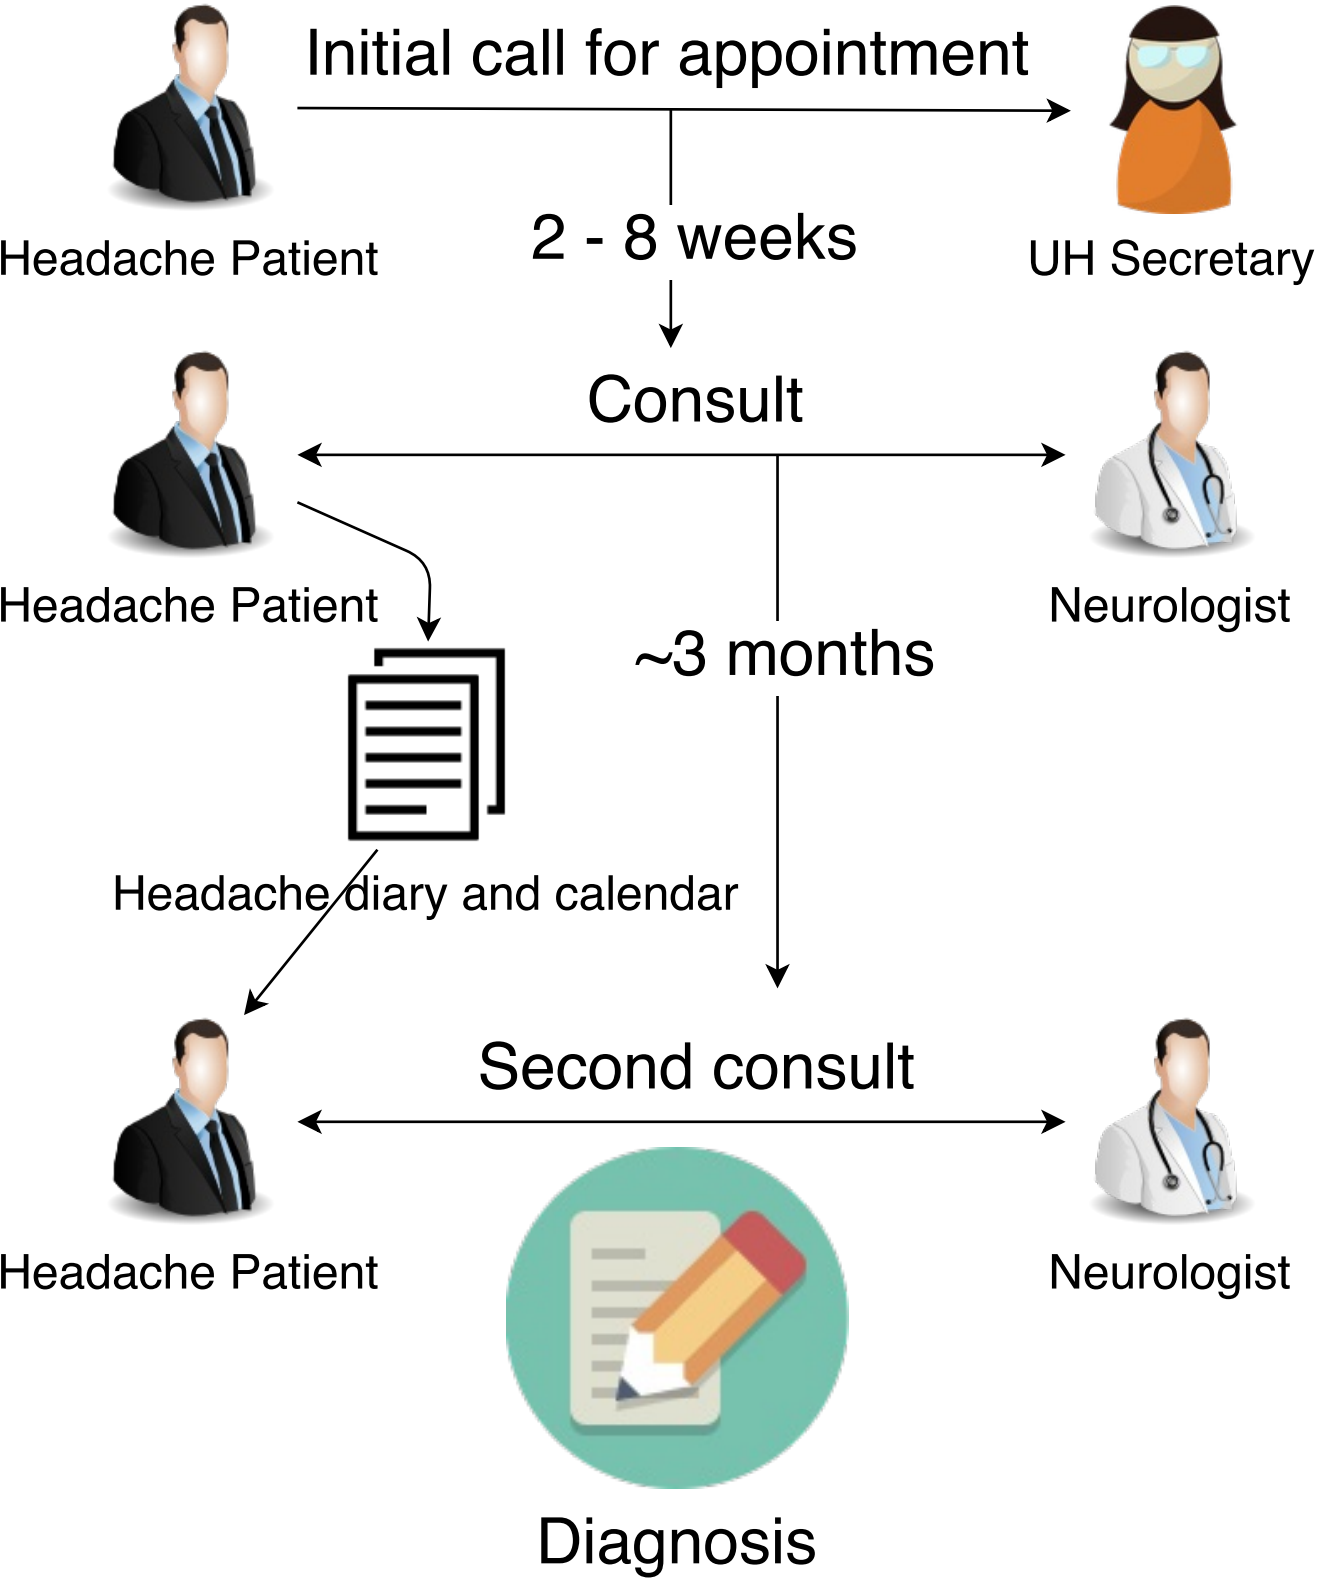 Initial call for appointment
Headache Patient
2 - 8 weeks
UH Secretary
Consult
Headache Patient
Neurologist
~3 months
Headache diary and calendar
Second consult
Headache Patient
Neurologist
Diagnosis